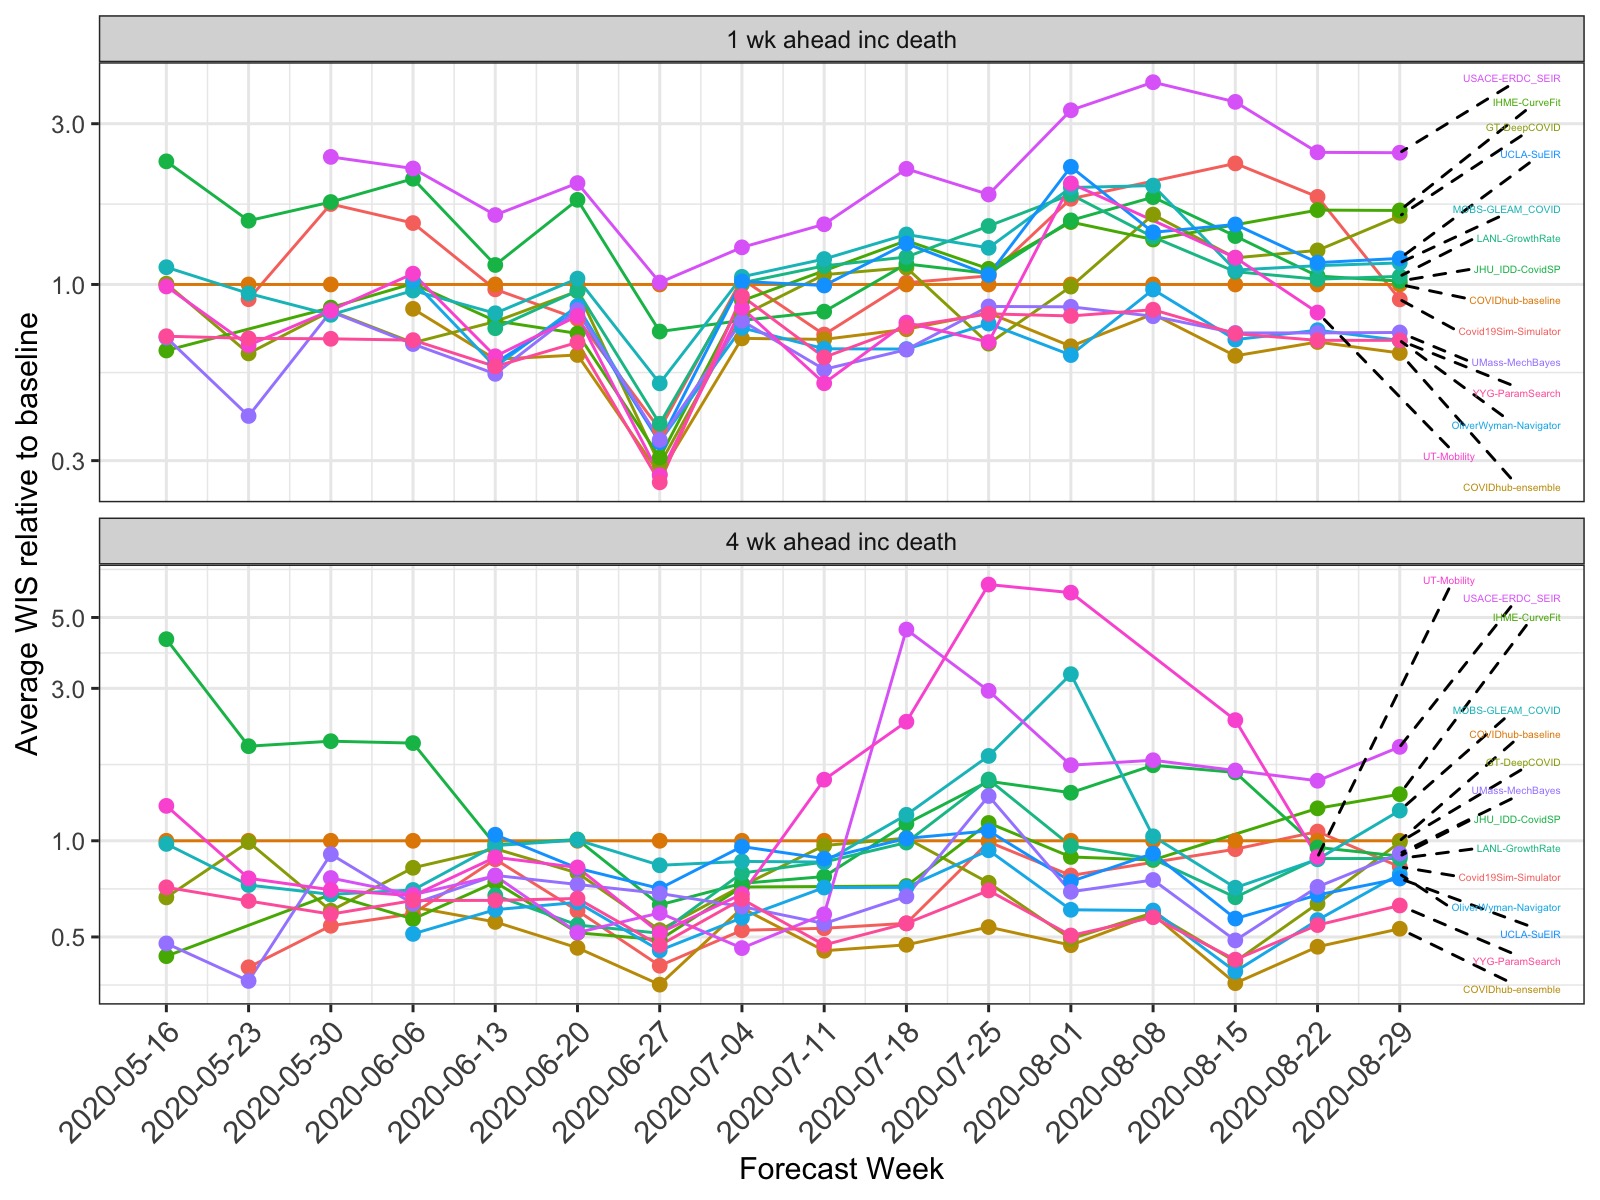 1 wk ahead inc death
3.0
1.0
0.3
USACE-ERDC_SEIR
IHME-CurveFit
GT-DeepCOVID
UCLA-SuEIR
MOBS-GLEAM_COVID
LANL-GrowthRate
JHU_IDD-CovidSP
COVIDhub-baseline
Covid19Sim-Simulator
UMass-MechBayes
YYG-ParamSearch
OliverWyman-Navigator
UT-Mobility
COVIDhub-ensemble
Average WIS relative to baseline
4 wk ahead inc death
5.0
3.0
1.0
0.5
UT-Mobility
USACE-ERDC_SEIR
IHME-CurveFit
MOBS-GLEAM_COVID
COVIDhub-baseline
GT-DeepCOVID
UMass-MechBayes
JHU_IDD-CovidSP
LANL-GrowthRate
Covid19Sim-Simulator
OliverWyman-Navigator
UCLA-SuEIR
YYG-ParamSearch
COVIDhub-ensemble
2020-05-16
2020-05-23
2020-05-30
2020-06-06
2020-06-13
2020-06-20
2020-06-27
2020-07-04
2020-07-11
2020-07-18
2020-07-25
2020-08-01
2020-08-08
2020-08-15
2020-08-22
2020-08-29
Forecast Week